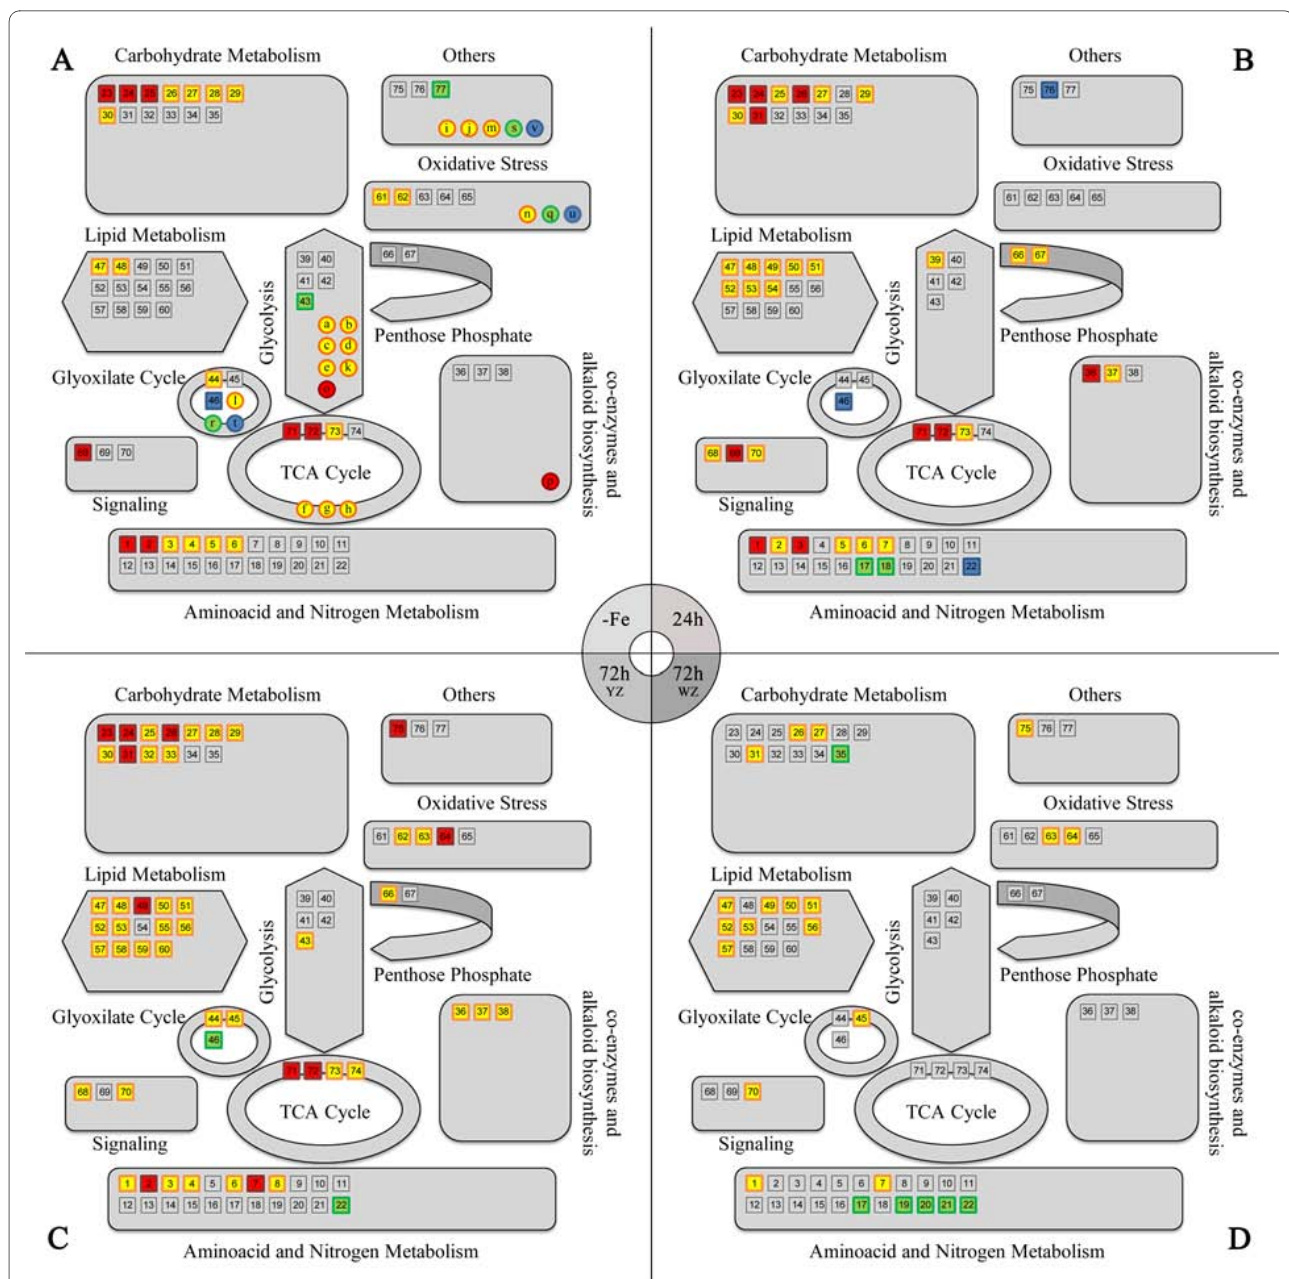 A
Carbohydrate Metabolism
23 24 25 26 27 28 29
30 31 32 33 34 35
Others
75 76 77
i j m s v
Oxidative Stress
61 62 63 64 65
n q u
Lipid Metabolism
47 48 49 50 51
52 53 54 55 56
57 58 59 60
Glycolysis
39 40
41 42
43
a b
c d
e k
o
66 67
Penthose Phosphate
Glyoxilate Cycle
44 45
46 l
r t
36 37 38
p
co-enzymes and
alkaloid biosynthesis
69 70
Signaling
71 72 73 74
TCA Cycle
f g h
1 2 3 4 5 6 7 8 9 10 11
12 13 14 15 16 17 18 19 20 21 22
Aminoacid and Nitrogen Metabolism
B
Carbohydrate Metabolism
23 24 25 26 27 28 29
30 31 32 33 34 35
Others
75 76 77
Oxidative Stress
61 62 63 64 65
Lipid Metabolism
47 48 49 50 51
52 53 54 55 56
57 58 59 60
Glycolysis
39 40
41 42
43
66 67
Penthose Phosphate
Glyoxilate Cycle
44 45
46
36 37 38
co-enzymes and
alkaloid biosynthesis
68 69 70
Signaling
71 72 73 74
TCA Cycle
1 2 3 4 5 6 7 8 9 10 11
12 13 14 15 16 17 18 19 20 21 22
Aminoacid and Nitrogen Metabolism
-Fe 24h
72h 72h
YZ WZ
C
Carbohydrate Metabolism
23 24 25 26 27 28 29
30 31 32 33 34 35
Others
75 76 77
Oxidative Stress
61 62 63 64 65
Lipid Metabolism
47 48 49 50 51
52 53 54 55 56
57 58 59 60
Glycolysis
39 40
41 42
43
66 67
Penthose Phosphate
Glyoxilate Cycle
44 45
46
36 37 38
co-enzymes and
alkaloid biosynthesis
68 69 70
Signaling
71 72 73 74
TCA Cycle
1 2 3 4 5 6 7 8 9 10 11
12 13 14 15 16 17 18 19 20 21 22
Aminoacid and Nitrogen Metabolism
D
Carbohydrate Metabolism
23 24 25 26 27 28 29
30 31 32 33 34 35
Others
75 76 77
Oxidative Stress
61 62 63 64 65
Lipid Metabolism
47 48 49 50 51
52 53 54 55 56
57 58 59 60
Glycolysis
39 40
41 42
43
66 67
Penthose Phosphate
Glyoxilate Cycle
44 45
46
36 37 38
co-enzymes and
alkaloid biosynthesis
68 69 70
Signaling
71 72 73 74
TCA Cycle
1 2 3 4 5 6 7 8 9 10 11
12 13 14 15 16 17 18 19 20 21 22
Aminoacid and Nitrogen Metabolism